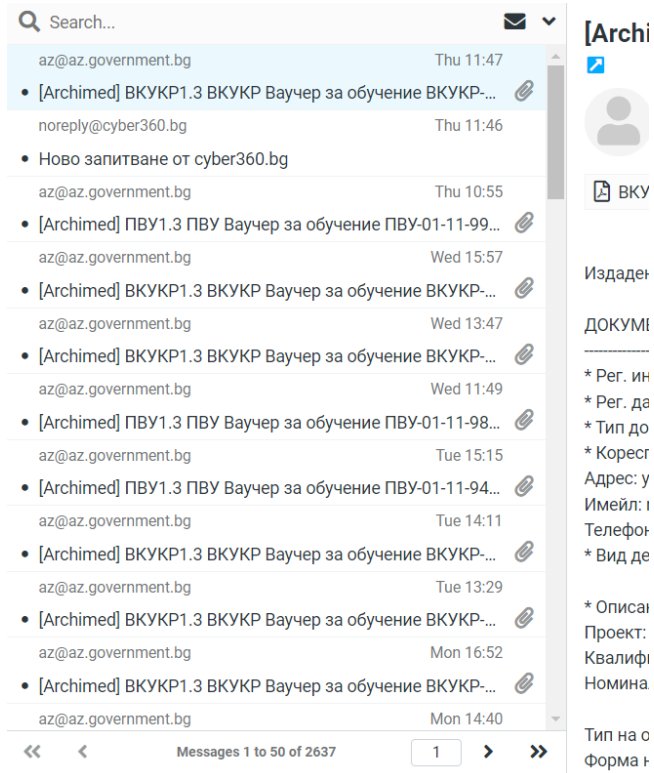 Search...
az@az.government.bg Thu 11:47
• [Archimed] ВКУКР1.3 ВКУКР Ваучер за обучение ВКУКР-...
noreply@cyber360.bg Thu 11:46
• Ново запитване от cyber360.bg
az@az.government.bg Thu 10:55
• [Archimed] ПВУ1.3 ПВУ Ваучер за обучение ПВУ-01-11-99...
az@az.government.bg Wed 15:57
• [Archimed] ВКУКР1.3 ВКУКР Ваучер за обучение ВКУКР-...
az@az.government.bg Wed 13:47
• [Archimed] ВКУКР1.3 ВКУКР Ваучер за обучение ВКУКР-...
az@az.government.bg Wed 11:49
• [Archimed] ПВУ1.3 ПВУ Ваучер за обучение ПВУ-01-11-98...
az@az.government.bg Tue 15:15
• [Archimed] ПВУ1.3 ПВУ Ваучер за обучение ПВУ-01-11-94...
az@az.government.bg Tue 14:11
• [Archimed] ВКУКР1.3 ВКУКР Ваучер за обучение ВКУКР-...
az@az.government.bg Tue 13:29
• [Archimed] ВКУКР1.3 ВКУКР Ваучер за обучение ВКУКР-...
az@az.government.bg Mon 16:52
• [Archimed] ВКУКР1.3 ВКУКР Ваучер за обучение ВКУКР-...
az@az.government.bg Mon 14:40
Messages 1 to 50 of 2637 1
[Archi
ВКУ
Издаден
ДОКУМЕ
* Рег. ин
* Рег. да
* Тип до
* Корес
Адрес: у
Имейл:
Телефон
* Вид де
* Описан
Проект:
Квалиф
Номина
Тип на о
Форма н